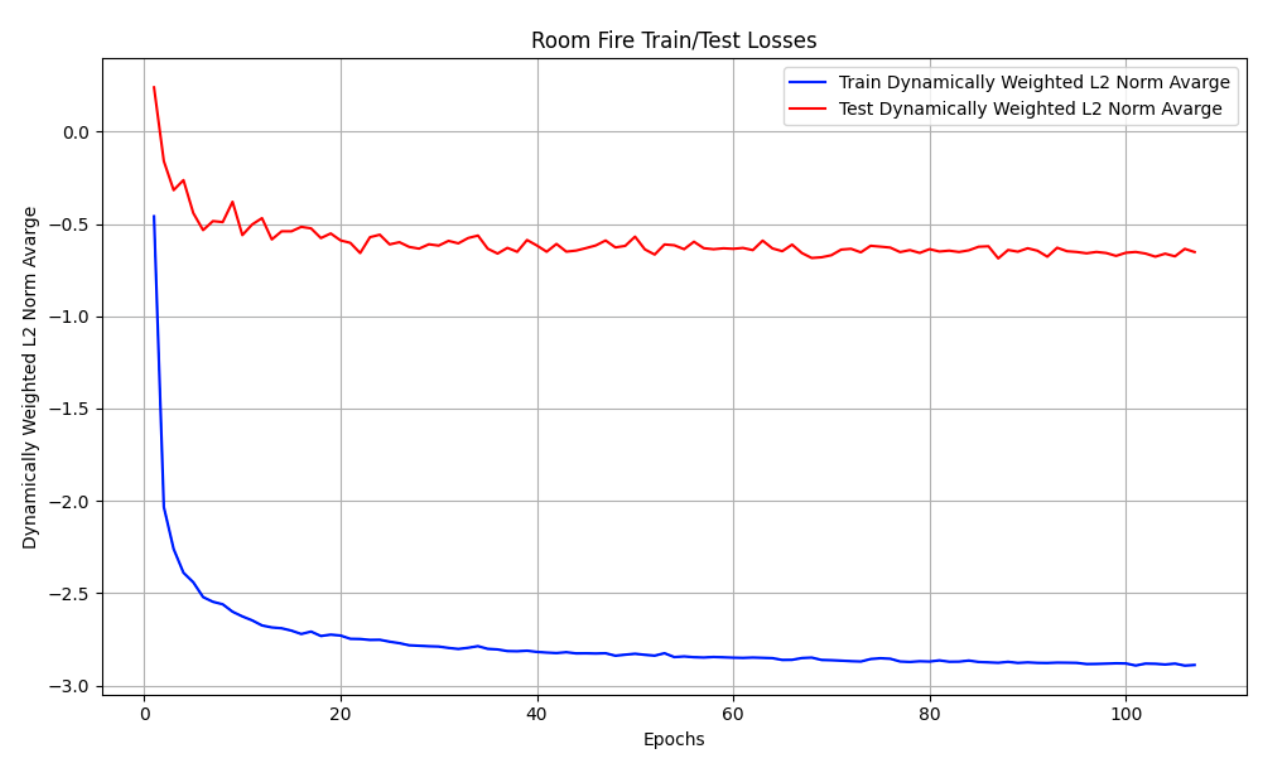 Room Fire Train/Test Losses
Train Dynamically Weighted L2 Norm Avarge
Test Dynamically Weighted L2 Norm Avarge
Dynamically Weighted L2 Norm Avarge
0.0
−0.5
−1.0
−1.5
−2.0
−2.5
−3.0
0 20 40 60 80 100
Epochs